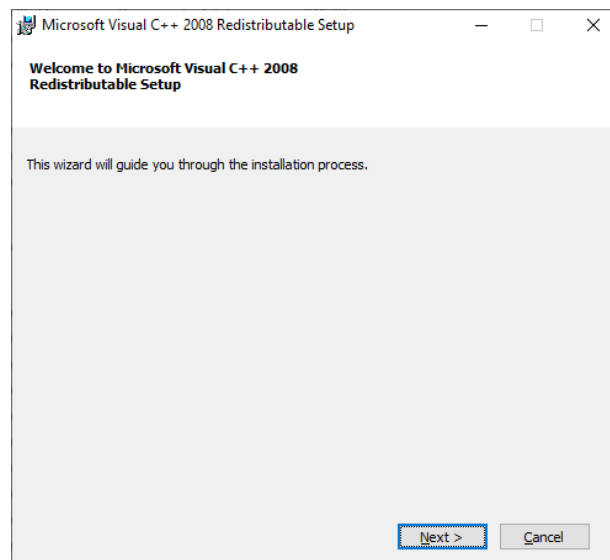 Microsoft Visual C++ 2008 Redistributable Setup
Welcome to Microsoft Visual C++ 2008
Redistributable Setup
This wizard will guide you through the installation process.
Next >
Cancel